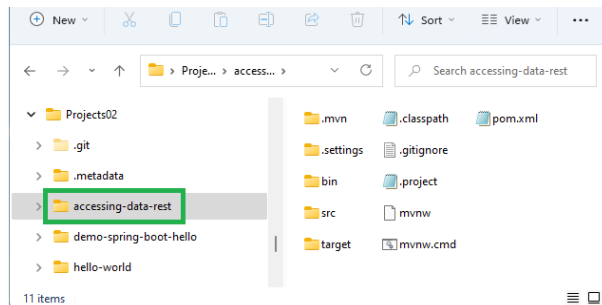 New Sort View ...
Proje... access... Search accessing-data-rest
Projects02
.git
.metadata
accessing-data-rest
demo-spring-boot-hello
hello-world
.mvn .classpath pom.xml
.settings .gitignore
bin .project
src mvnw
target mvnw.cmd
11 items